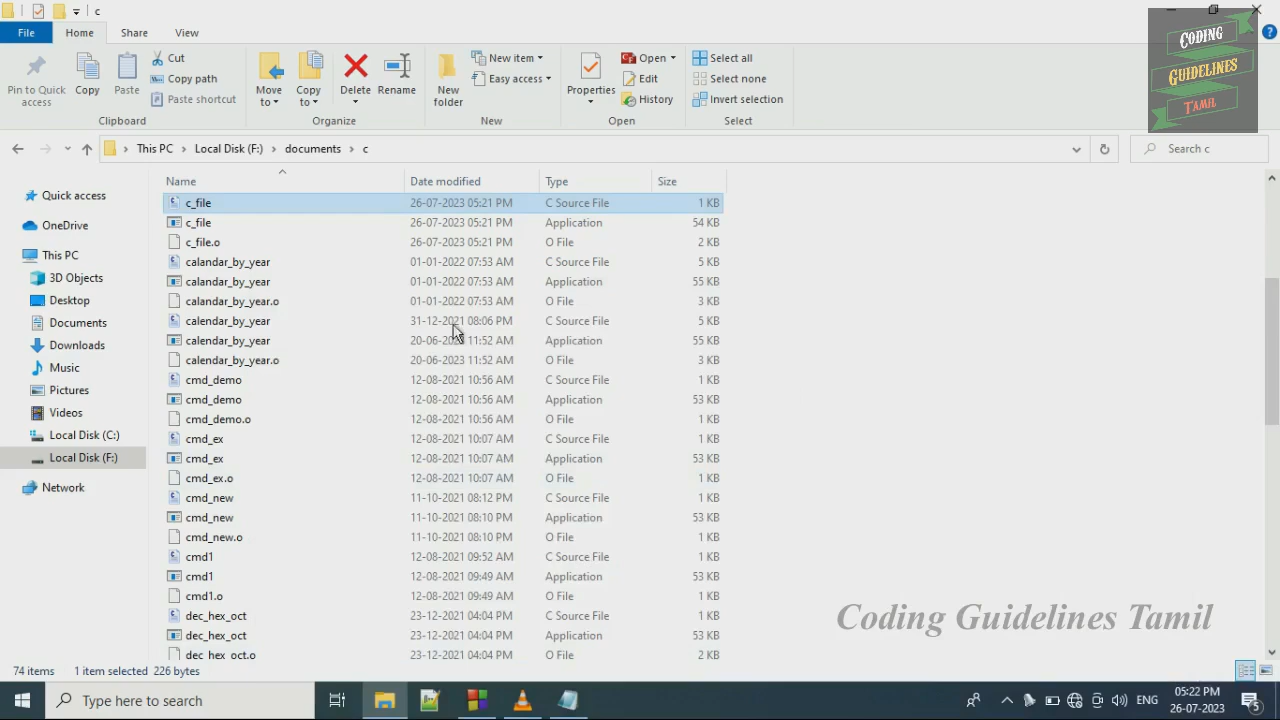 c
File Home Share View
Pin to Quick access
Copy
Paste
Cut
Copy path
Paste shortcut
Clipboard
Move to
Copy to
Delete
Rename
Organize
New folder
New item
Easy access
New
Properties
Open
Edit
History
Open
Select all
Select none
Invert selection
Select
CODING
GUIDELINES
TAMIL
This PC > Local Disk (F:) > documents > c
Search c
Quick access
OneDrive
This PC
3D Objects
Desktop
Documents
Downloads
Music
Pictures
Videos
Local Disk (C:)
Local Disk (F:)
Network
Name Date modified Type Size
c_file 26-07-2023 05:21 PM C Source File 1 KB
c_file 26-07-2023 05:21 PM Application 54 KB
c_file.o 26-07-2023 05:21 PM O File 2 KB
calandar_by_year 01-01-2022 07:53 AM C Source File 5 KB
calandar_by_year 01-01-2022 07:53 AM Application 55 KB
calandar_by_year.o 01-01-2022 07:53 AM O File 3 KB
calendar_by_year 31-12-2021 08:06 PM C Source File 5 KB
calendar_by_year 20-06-2023 11:52 AM Application 55 KB
calendar_by_year.o 20-06-2023 11:52 AM O File 3 KB
cmd_demo 12-08-2021 10:56 AM C Source File 1 KB
cmd_demo 12-08-2021 10:56 AM Application 53 KB
cmd_demo.o 12-08-2021 10:56 AM O File 1 KB
cmd_ex 12-08-2021 10:07 AM C Source File 1 KB
cmd_ex 12-08-2021 10:07 AM Application 53 KB
cmd_ex.o 12-08-2021 10:07 AM O File 1 KB
cmd_new 11-10-2021 08:12 PM C Source File 1 KB
cmd_new 11-10-2021 08:10 PM Application 53 KB
cmd_new.o 11-10-2021 08:10 PM O File 1 KB
cmd1 12-08-2021 09:52 AM C Source File 1 KB
cmd1 12-08-2021 09:49 AM Application 53 KB
cmd1.o 12-08-2021 09:49 AM O File 1 KB
dec_hex_oct 23-12-2021 04:04 PM C Source File 1 KB
dec_hex_oct 23-12-2021 04:04 PM Application 53 KB
dec_hex_oct.o 23-12-2021 04:04 PM O File 2 KB
Coding Guidelines Tamil
74 items 1 item selected 226 bytes
Type here to search
ENG
05:22 PM
26-07-2023
5